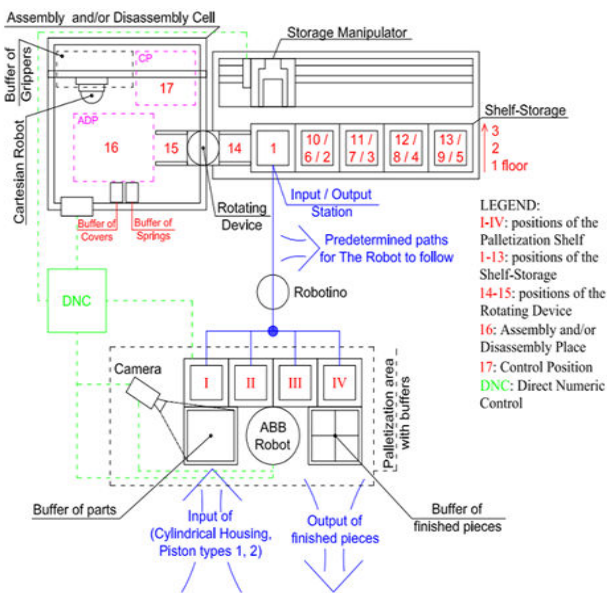 Assembly and/or Disassembly Cell
Storage Manipulator
Buffer of
Grippers
CP
17
Cartesian Robot
ADP
16
15
14
1
10 /
6 / 2
11 /
7 / 3
12 /
8 / 4
13 /
9 / 5
Shelf-Storage
3
2
1 floor
Buffer of
Covers
Buffer of
Springs
Rotating
Device
Input / Output
Station
Predetermined paths
for The Robot to follow
Robotino
DNC
LEGEND:
I-IV: positions of the
Palletization Shelf
1-13: positions of the
Shelf-Storage
14-15: positions of the
Rotating Device
16: Assembly and/or
Disassembly Place
17: Control Position
DNC: Direct Numeric
Control
Camera
I
II
III
IV
ABB
Robot
Palletization area
with buffers
Buffer of parts
Input of
(Cylindrical Housing,
Piston types 1, 2)
Output of
finished pieces
Buffer of
finished pieces